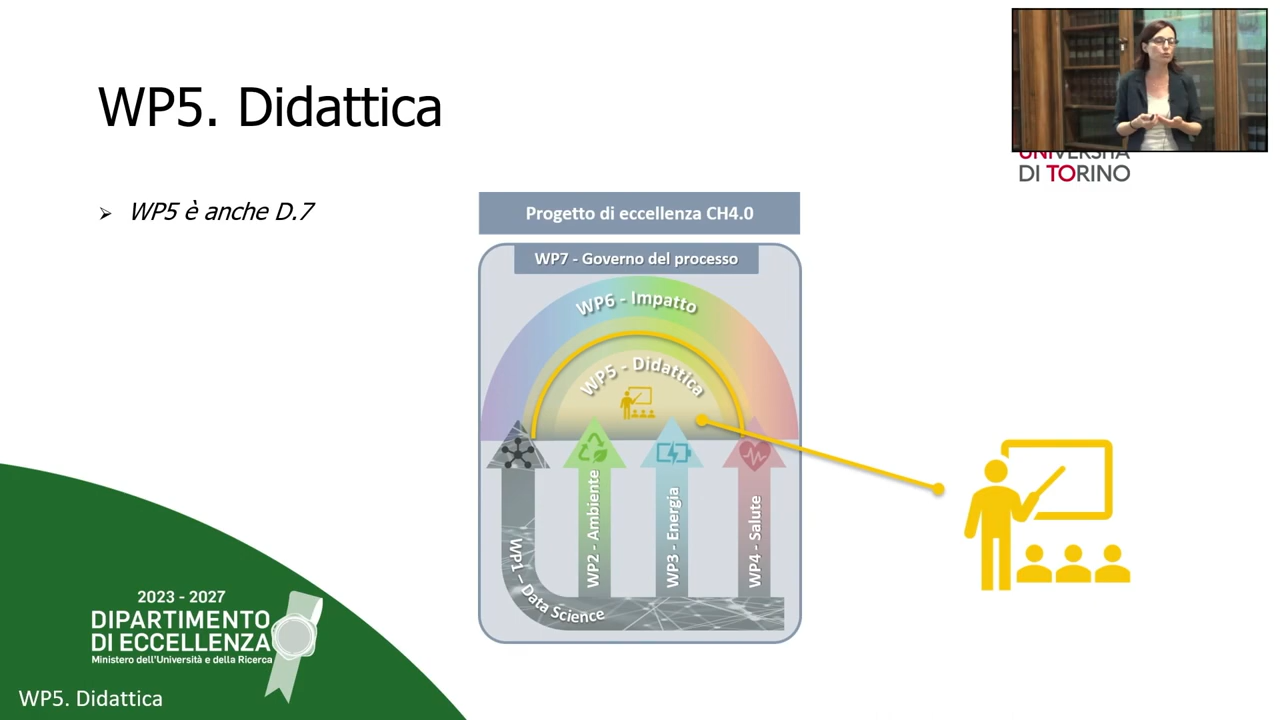 WP5. Didattica
UNIVERSITÀ
DI TORINO
WP5 è anche D.7
Progetto di eccellenza CH4.0
WP7 - Governo del processo
WP6 - Impatto
WP5 - Didattica
WP1 – Data Science
WP2 - Ambiente
WP3 - Energia
WP4 - Salute
2023 - 2027
DIPARTIMENTO
DI ECCELLENZA
Ministero dell'Università e della Ricerca
WP5. Didattica